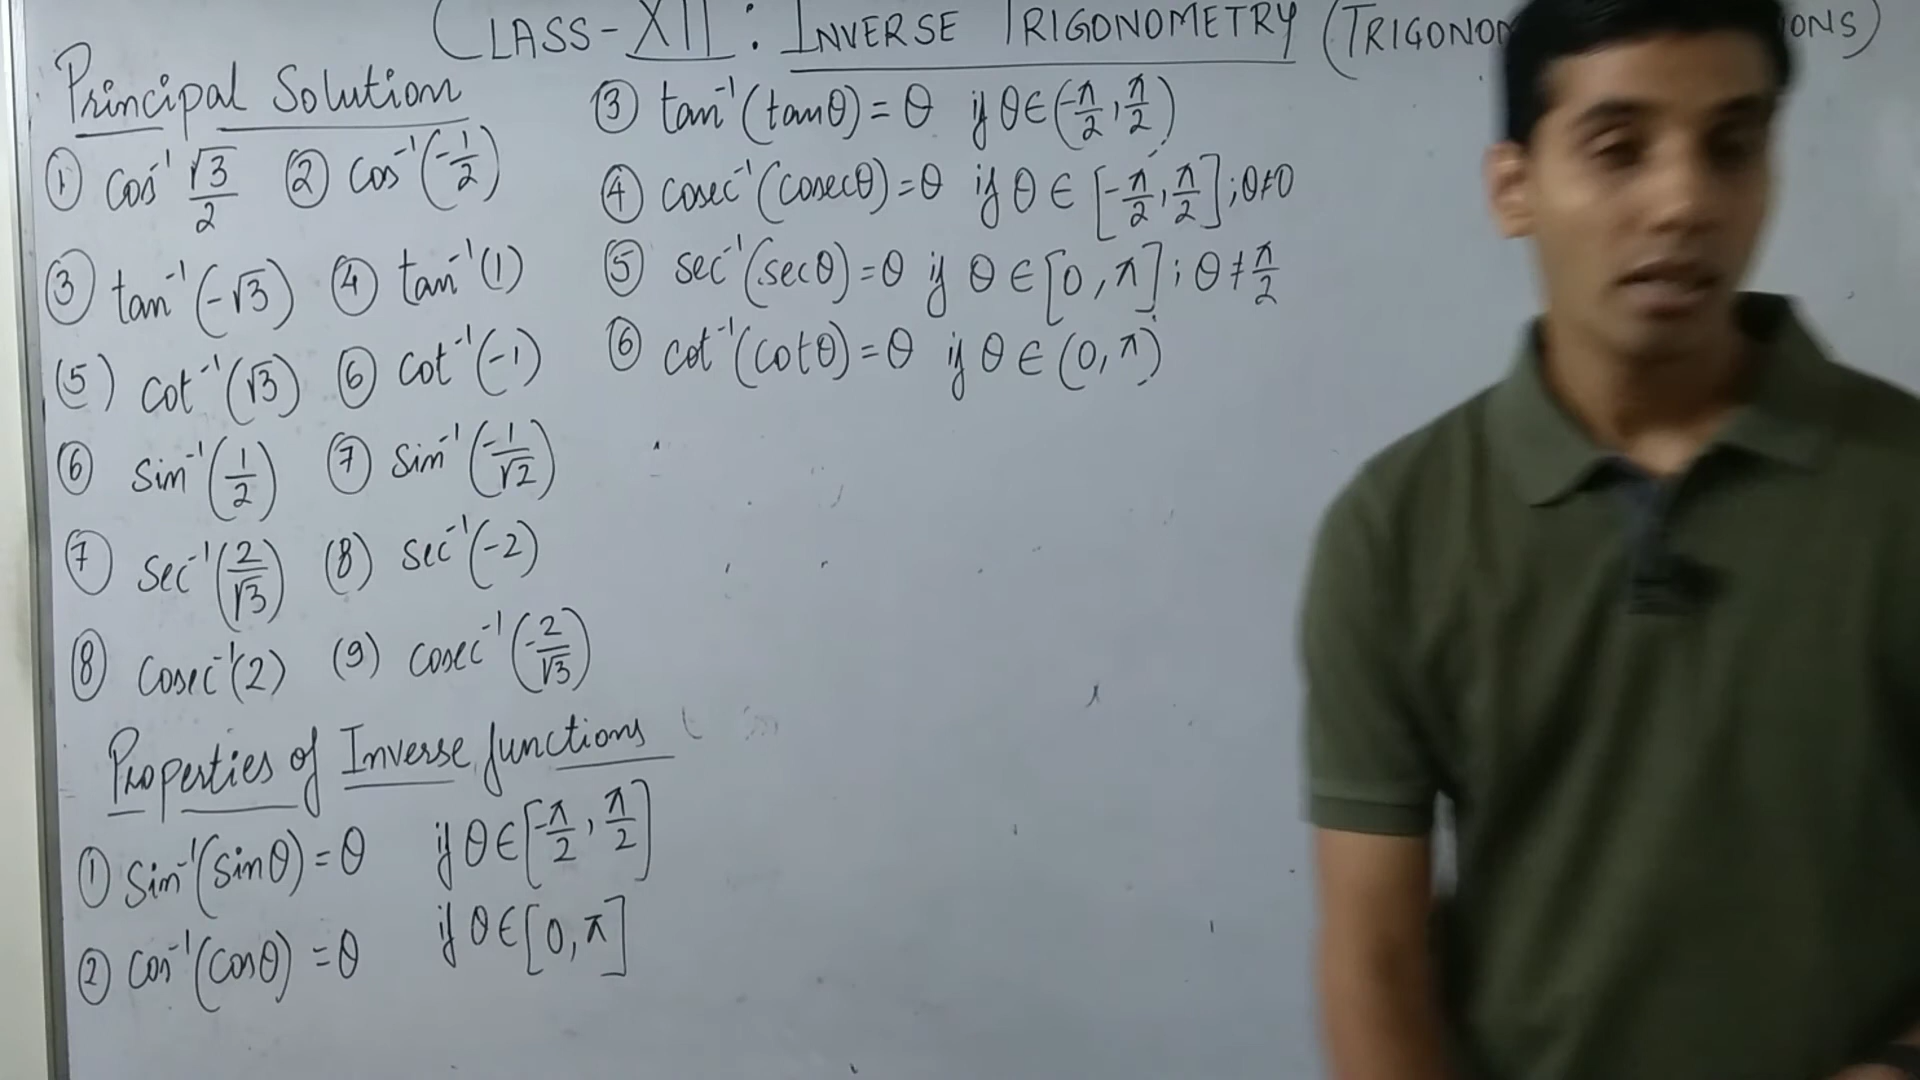 CLASS-XII : INVERSE TRIGONOMETRY (
Principal Solution
① cos⁻¹ √3/2 ② cos⁻¹(-1/2)
③ tan⁻¹(-√3) ④ tan⁻¹(1)
(5) cot⁻¹(√3) ⑥ cot⁻¹(-1)
⑥ sin⁻¹(1/2) ⑦ sin⁻¹(-1/√2)
⑦ sec⁻¹(2/√3) (8) sec⁻¹(-2)
⑧ cosec⁻¹(2) (9) cosec⁻¹(-2/√3)
Properties of Inverse functions
① sin⁻¹(sinθ) = θ if θ ∈ [-π/2, π/2]
② cos⁻¹(cosθ) = θ if θ ∈ [0, π]
③ tan⁻¹(tanθ) = θ if θ ∈ (-π/2, π/2)
④ cosec⁻¹(cosecθ) = θ if θ ∈ [-π/2, π/2] ; θ ≠ 0
⑤ sec⁻¹(secθ) = θ if θ ∈ [0, π] ; θ ≠ π/2
⑥ cot⁻¹(cotθ) = θ if θ ∈ (0, π)